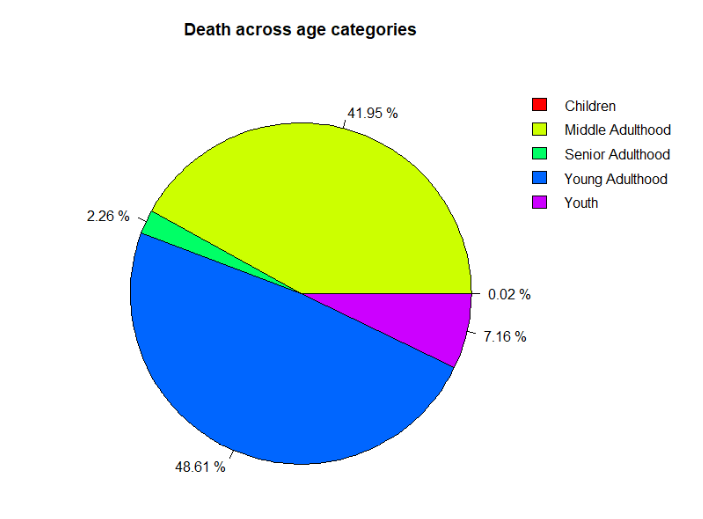 Death across age categories
41.95 %
2.26 %
0.02 %
7.16 %
48.61 %
Children
Middle Adulthood
Senior Adulthood
Young Adulthood
Youth